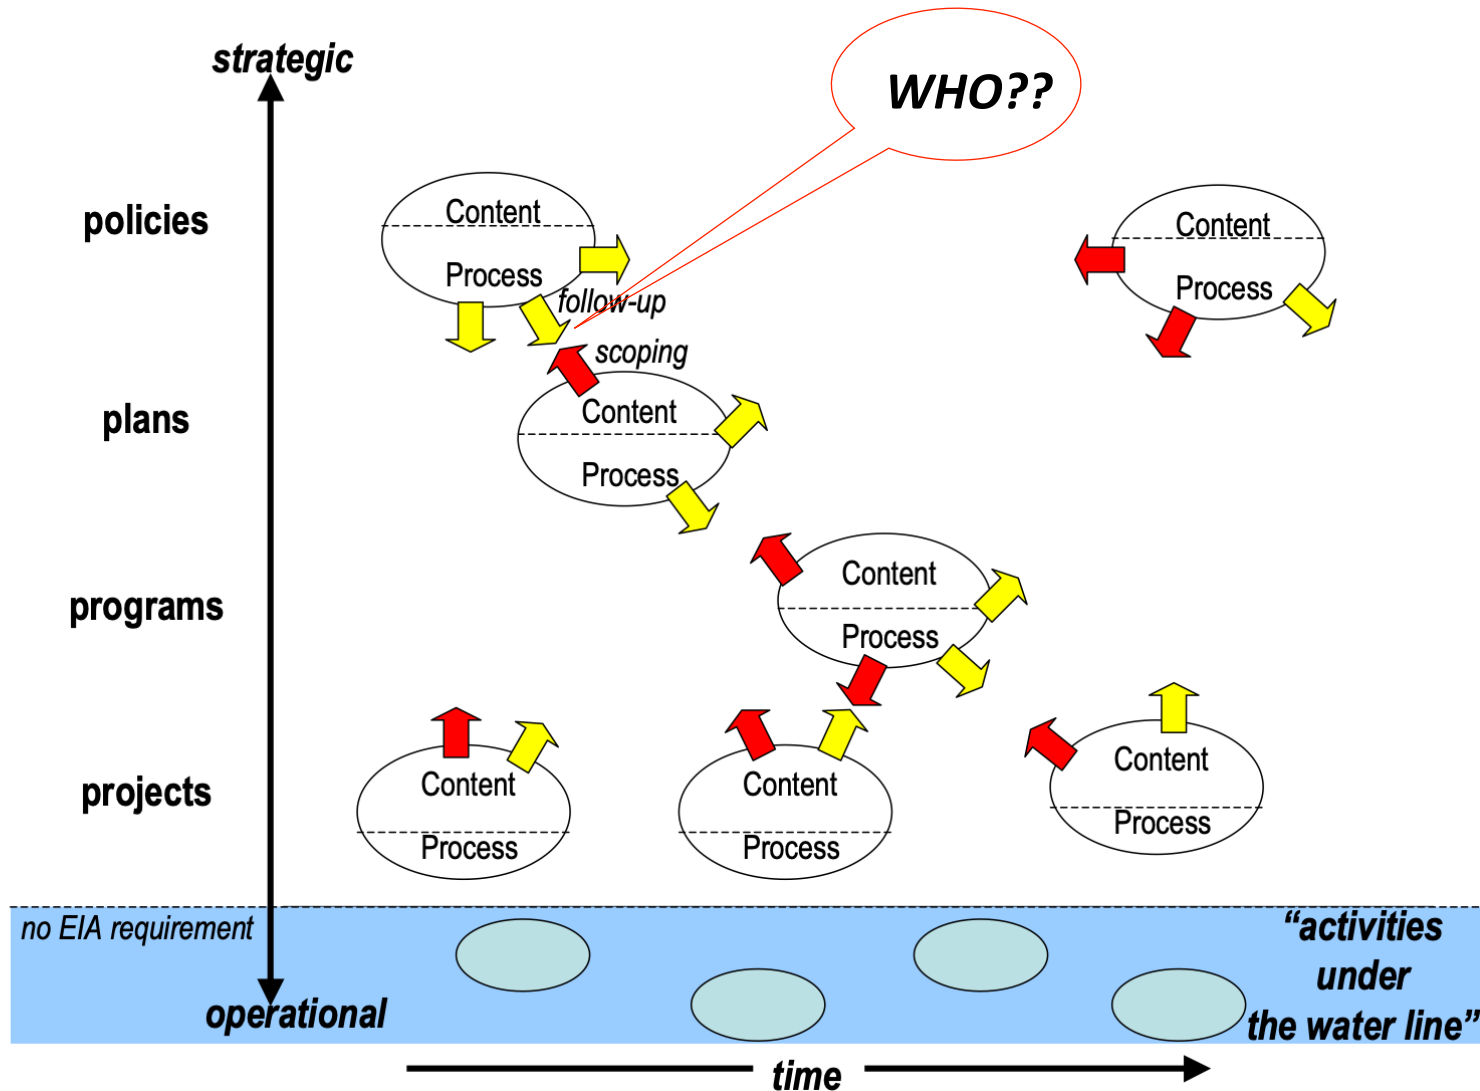 strategic
WHO??
policies
Content
Process
follow-up
Content
Process
scoping
plans
Content
Process
programs
Content
Process
projects
Content
Process
Content
Process
Content
Process
no EIA requirement
operational
“activities
under
the water line”
time